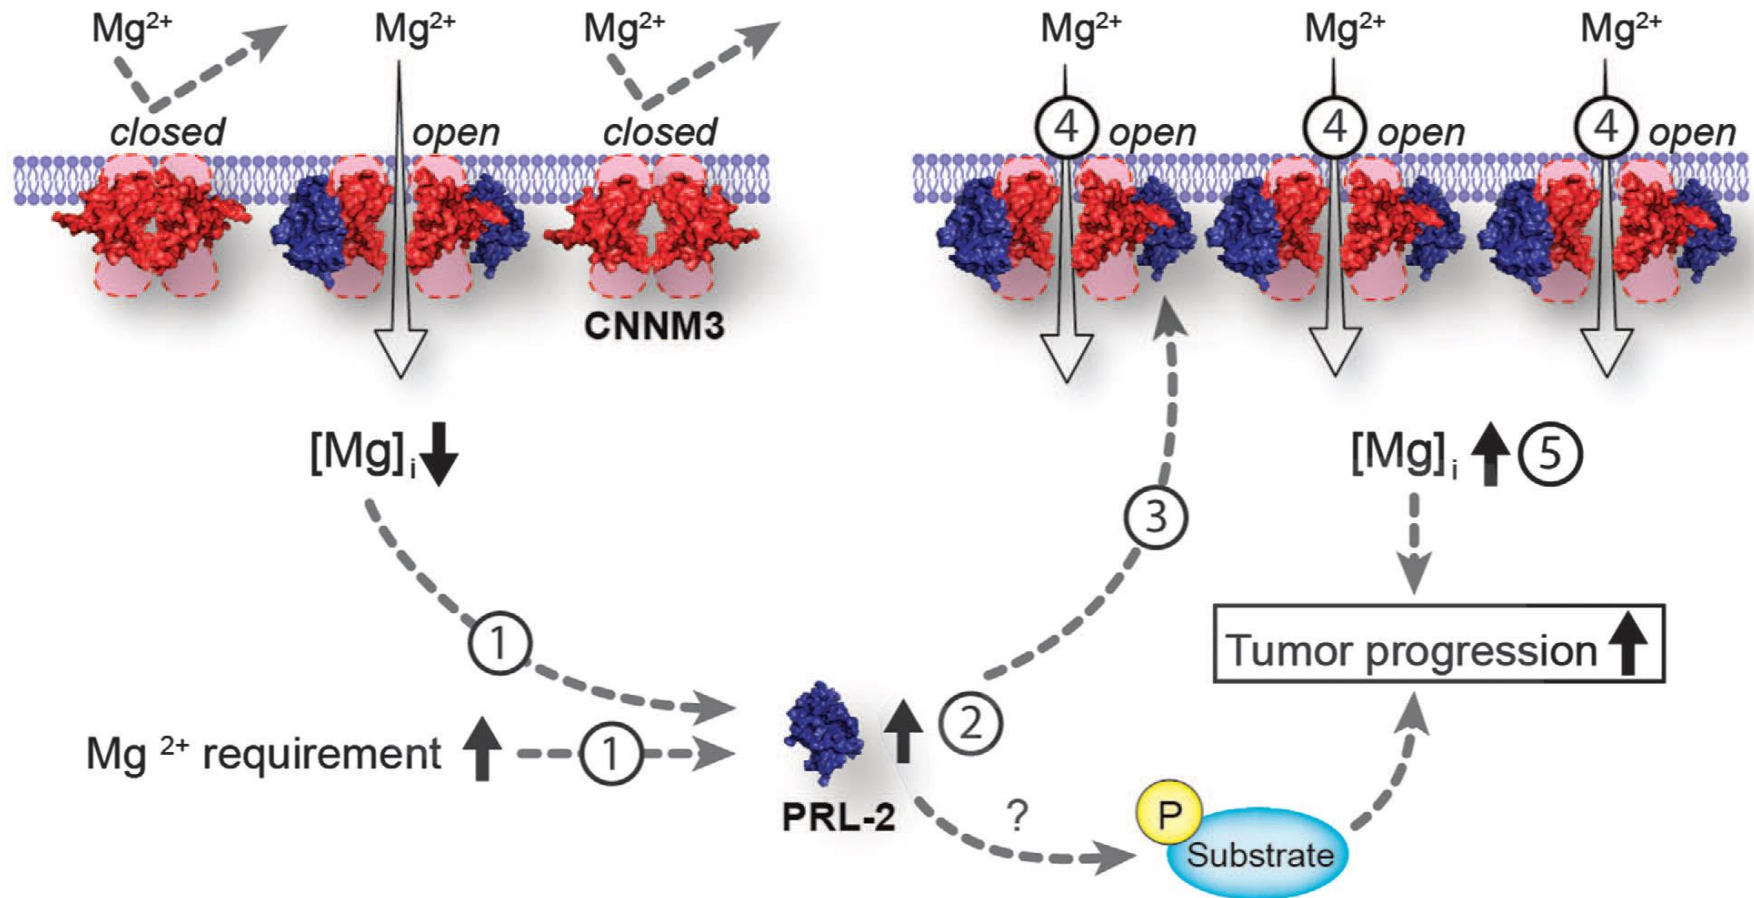 Mg²⁺
Mg²⁺
Mg²⁺
closed
open
closed
CNNM3
Mg²⁺
Mg²⁺
Mg²⁺
4 open
4 open
4 open
[Mg]ᵢ
[Mg]ᵢ 5
1
3
Tumor progression
Mg ²⁺ requirement 1
2
PRL-2
?
P
Substrate